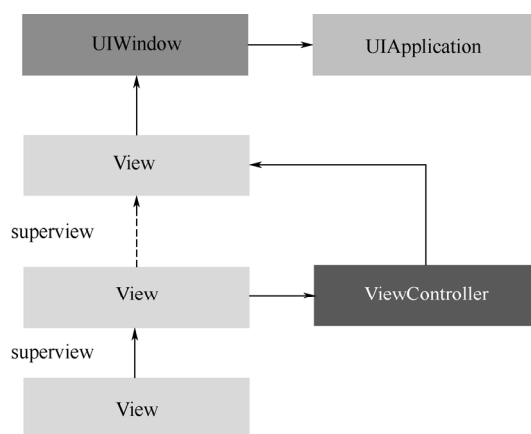 UIWindow
UIApplication
View
superview
View
ViewController
superview
View